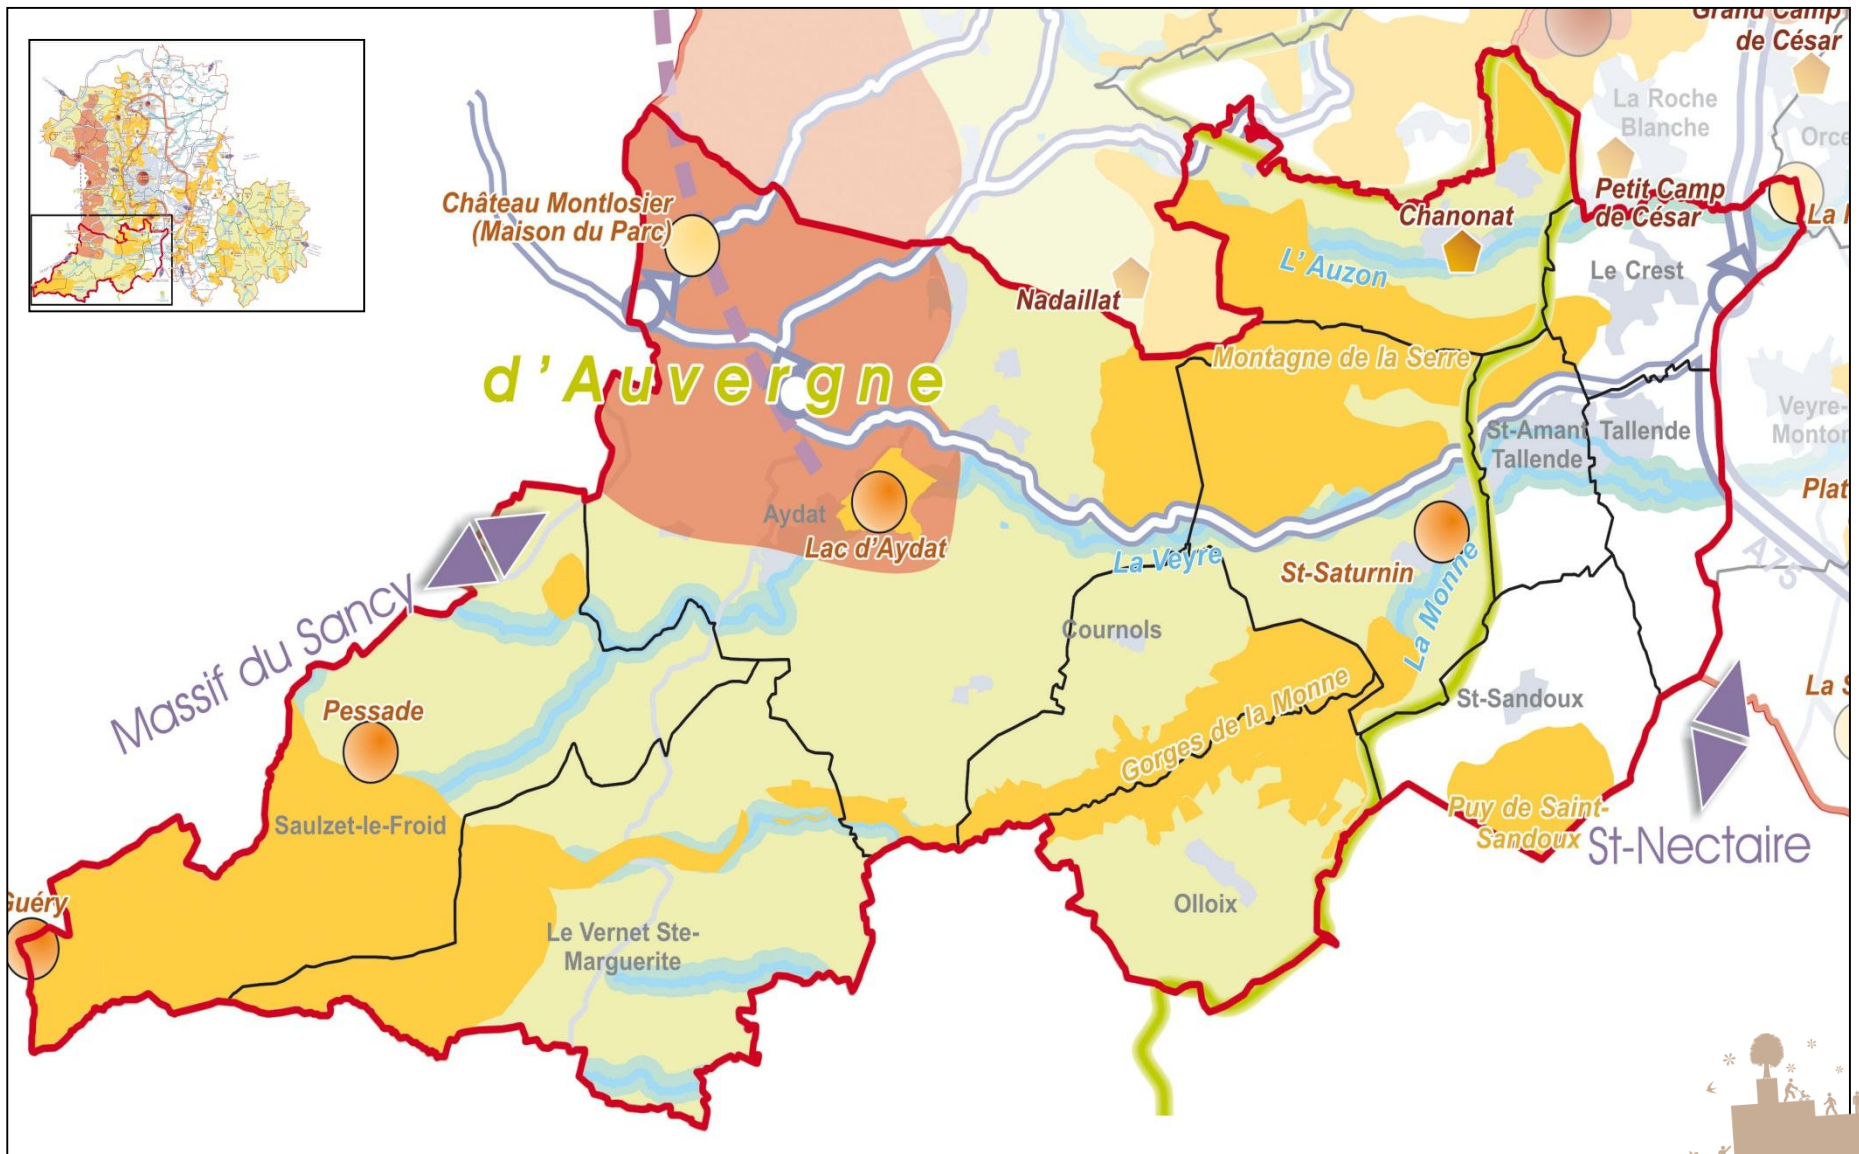 Grand Camp
de César
La Roche
Blanche
Orce
Château Montlosier
(Maison du Parc)
Chanonat
Petit Camp
de César
L'Auzon
Le Crest
Nadaillat
Montagne de la Serre
d'Auvergne
Veyre-
St-Amant
Tallende
Tallende
Plat
Aydat
Lac d'Aydat
La Veyre
St-Saturnin
La Monne
A75
Massif du Sancy
Cournols
Gorges de la Monne
St-Sandoux
Pessade
Saulzet-le-Froid
Puy de Saint-
Sandoux
St-Nectaire
Guéry
Olloix
Le Vernet Ste-
Marguerite